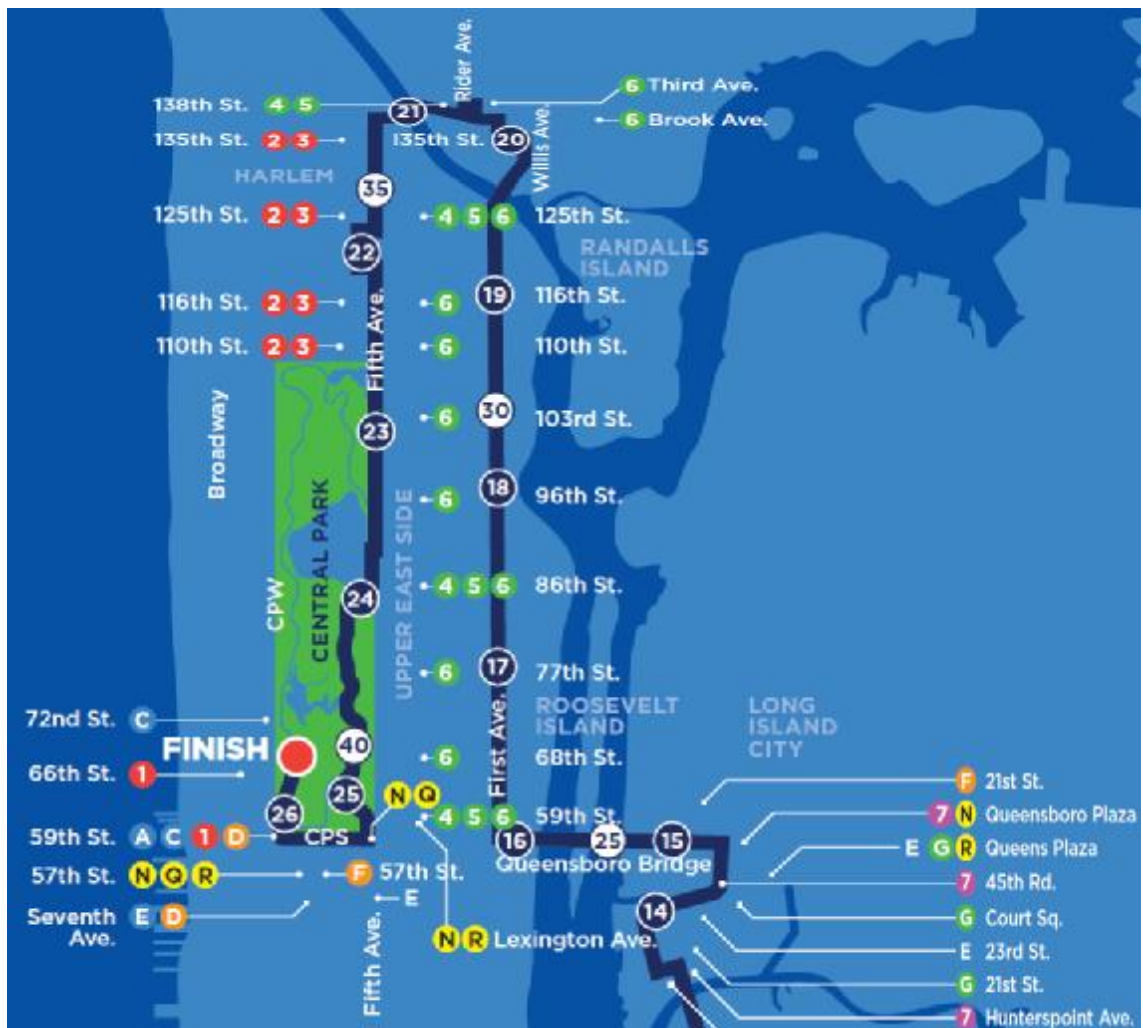 Rider Ave.
6 Third Ave.
138th St. 4 5
21
6 Brook Ave.
135th St. 2 3
135th St.
20
Willis Ave.
HARLEM
35
125th St. 2 3
4 5 6 125th St.
22
RANDALLS
ISLAND
116th St. 2 3
6
19
116th St.
Fifth Ave.
110th St. 2 3
6
110th St.
Broadway
23
6
30
103rd St.
18
6
96th St.
CENTRAL PARK
UPPER EAST SIDE
CPW
24
4 5 6 86th St.
6
17
77th St.
ROOSEVELT
ISLAND
LONG
ISLAND
CITY
72nd St. C
FINISH
40
First Ave.
6
68th St.
66th St. 1
25
26
N Q
F 21st St.
59th St. A C 1 D
CPS
4 5 6 59th St.
7 N Queensboro Plaza
16
25
15
Queensboro Bridge
E G R Queens Plaza
57th St. N Q R
F 57th St.
7 45th Rd.
E
Seventh
Ave.
E D
14
G Court Sq.
Fifth Ave.
N R Lexington Ave.
E 23rd St.
G 21st St.
7 Hunterspoint Ave.